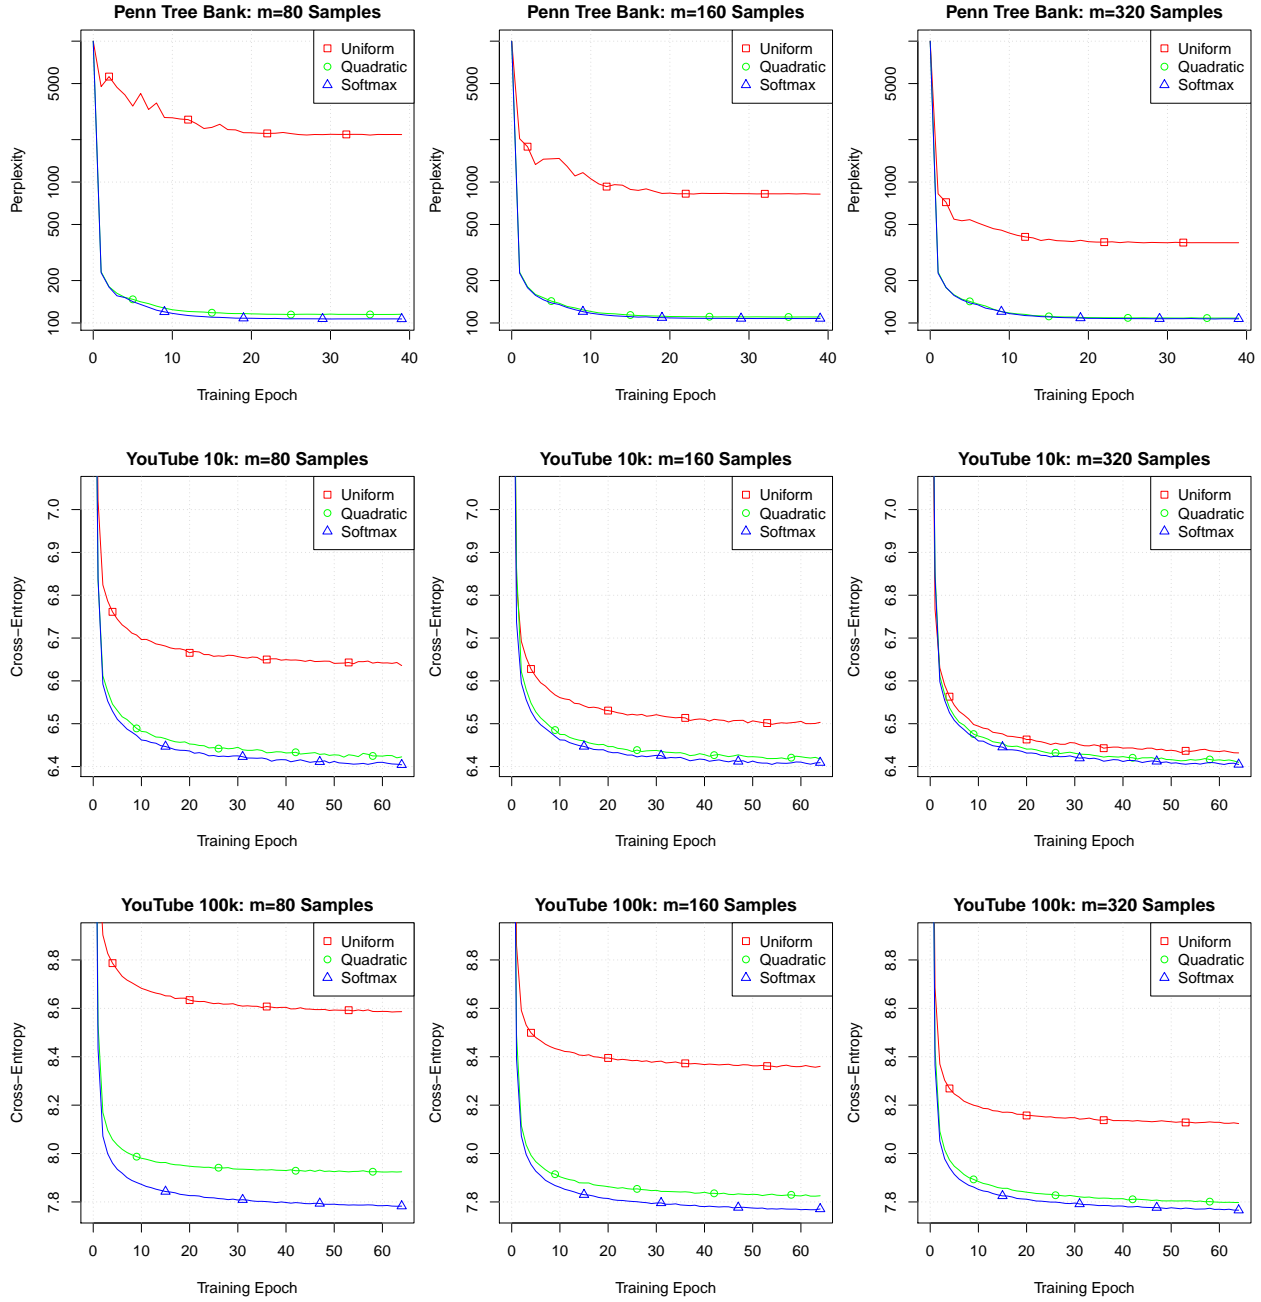 Penn Tree Bank: m=80 Samples
Perplexity
5000
1000
500
200
100
Uniform
Quadratic
Softmax
0 10 20 30 40
Training Epoch
Penn Tree Bank: m=160 Samples
Perplexity
5000
1000
500
200
100
Uniform
Quadratic
Softmax
0 10 20 30 40
Training Epoch
Penn Tree Bank: m=320 Samples
Perplexity
5000
1000
500
200
100
Uniform
Quadratic
Softmax
0 10 20 30 40
Training Epoch
YouTube 10k: m=80 Samples
Cross−Entropy
7.0
6.9
6.8
6.7
6.6
6.5
6.4
Uniform
Quadratic
Softmax
0 10 20 30 40 50 60
Training Epoch
YouTube 10k: m=160 Samples
Cross−Entropy
7.0
6.9
6.8
6.7
6.6
6.5
6.4
Uniform
Quadratic
Softmax
0 10 20 30 40 50 60
Training Epoch
YouTube 10k: m=320 Samples
Cross−Entropy
7.0
6.9
6.8
6.7
6.6
6.5
6.4
Uniform
Quadratic
Softmax
0 10 20 30 40 50 60
Training Epoch
YouTube 100k: m=80 Samples
Cross−Entropy
8.8
8.6
8.4
8.2
8.0
7.8
Uniform
Quadratic
Softmax
0 10 20 30 40 50 60
Training Epoch
YouTube 100k: m=160 Samples
Cross−Entropy
8.8
8.6
8.4
8.2
8.0
7.8
Uniform
Quadratic
Softmax
0 10 20 30 40 50 60
Training Epoch
YouTube 100k: m=320 Samples
Cross−Entropy
8.8
8.6
8.4
8.2
8.0
7.8
Uniform
Quadratic
Softmax
0 10 20 30 40 50 60
Training Epoch